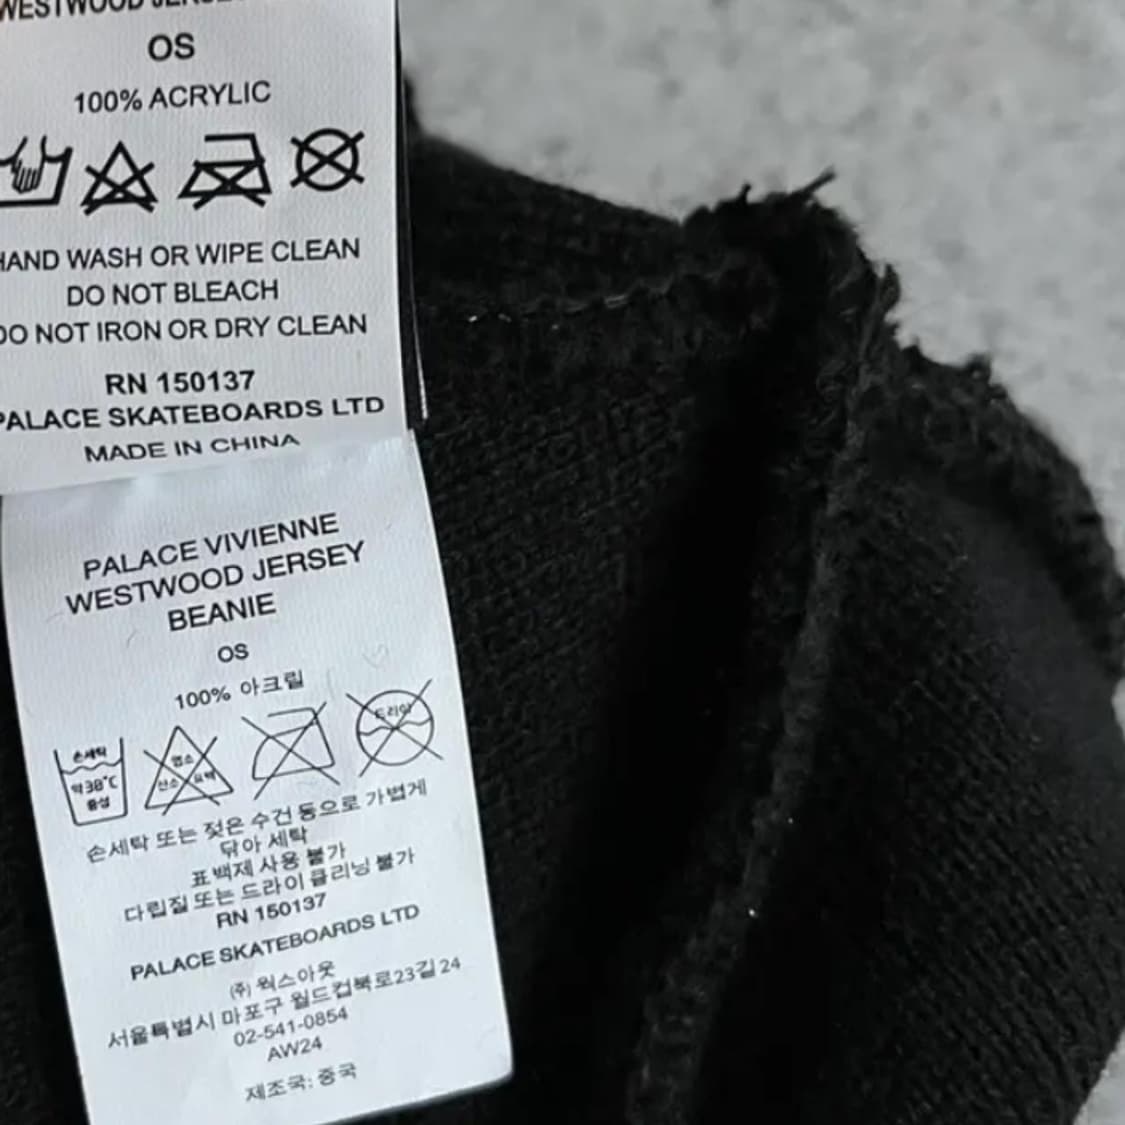 WESTWOOD JERSEY
OS
100% ACRYLIC
HAND WASH OR WIPE CLEAN
DO NOT BLEACH
DO NOT IRON OR DRY CLEAN
RN 150137
PALACE SKATEBOARDS LTD
MADE IN CHINA
PALACE VIVIENNE
WESTWOOD JERSEY
BEANIE
OS
100% 아크릴
손세탁
약30℃
중성
염소
산소 표백
드라이
손세탁 또는 젖은 수건 등으로 가볍게
닦아 세탁
표백제 사용 불가
다림질 또는 드라이 클리닝 불가
RN 150137
PALACE SKATEBOARDS LTD
㈜ 웍스아웃
서울특별시 마포구 월드컵북로23길 24
02-541-0854
AW24
제조국: 중국